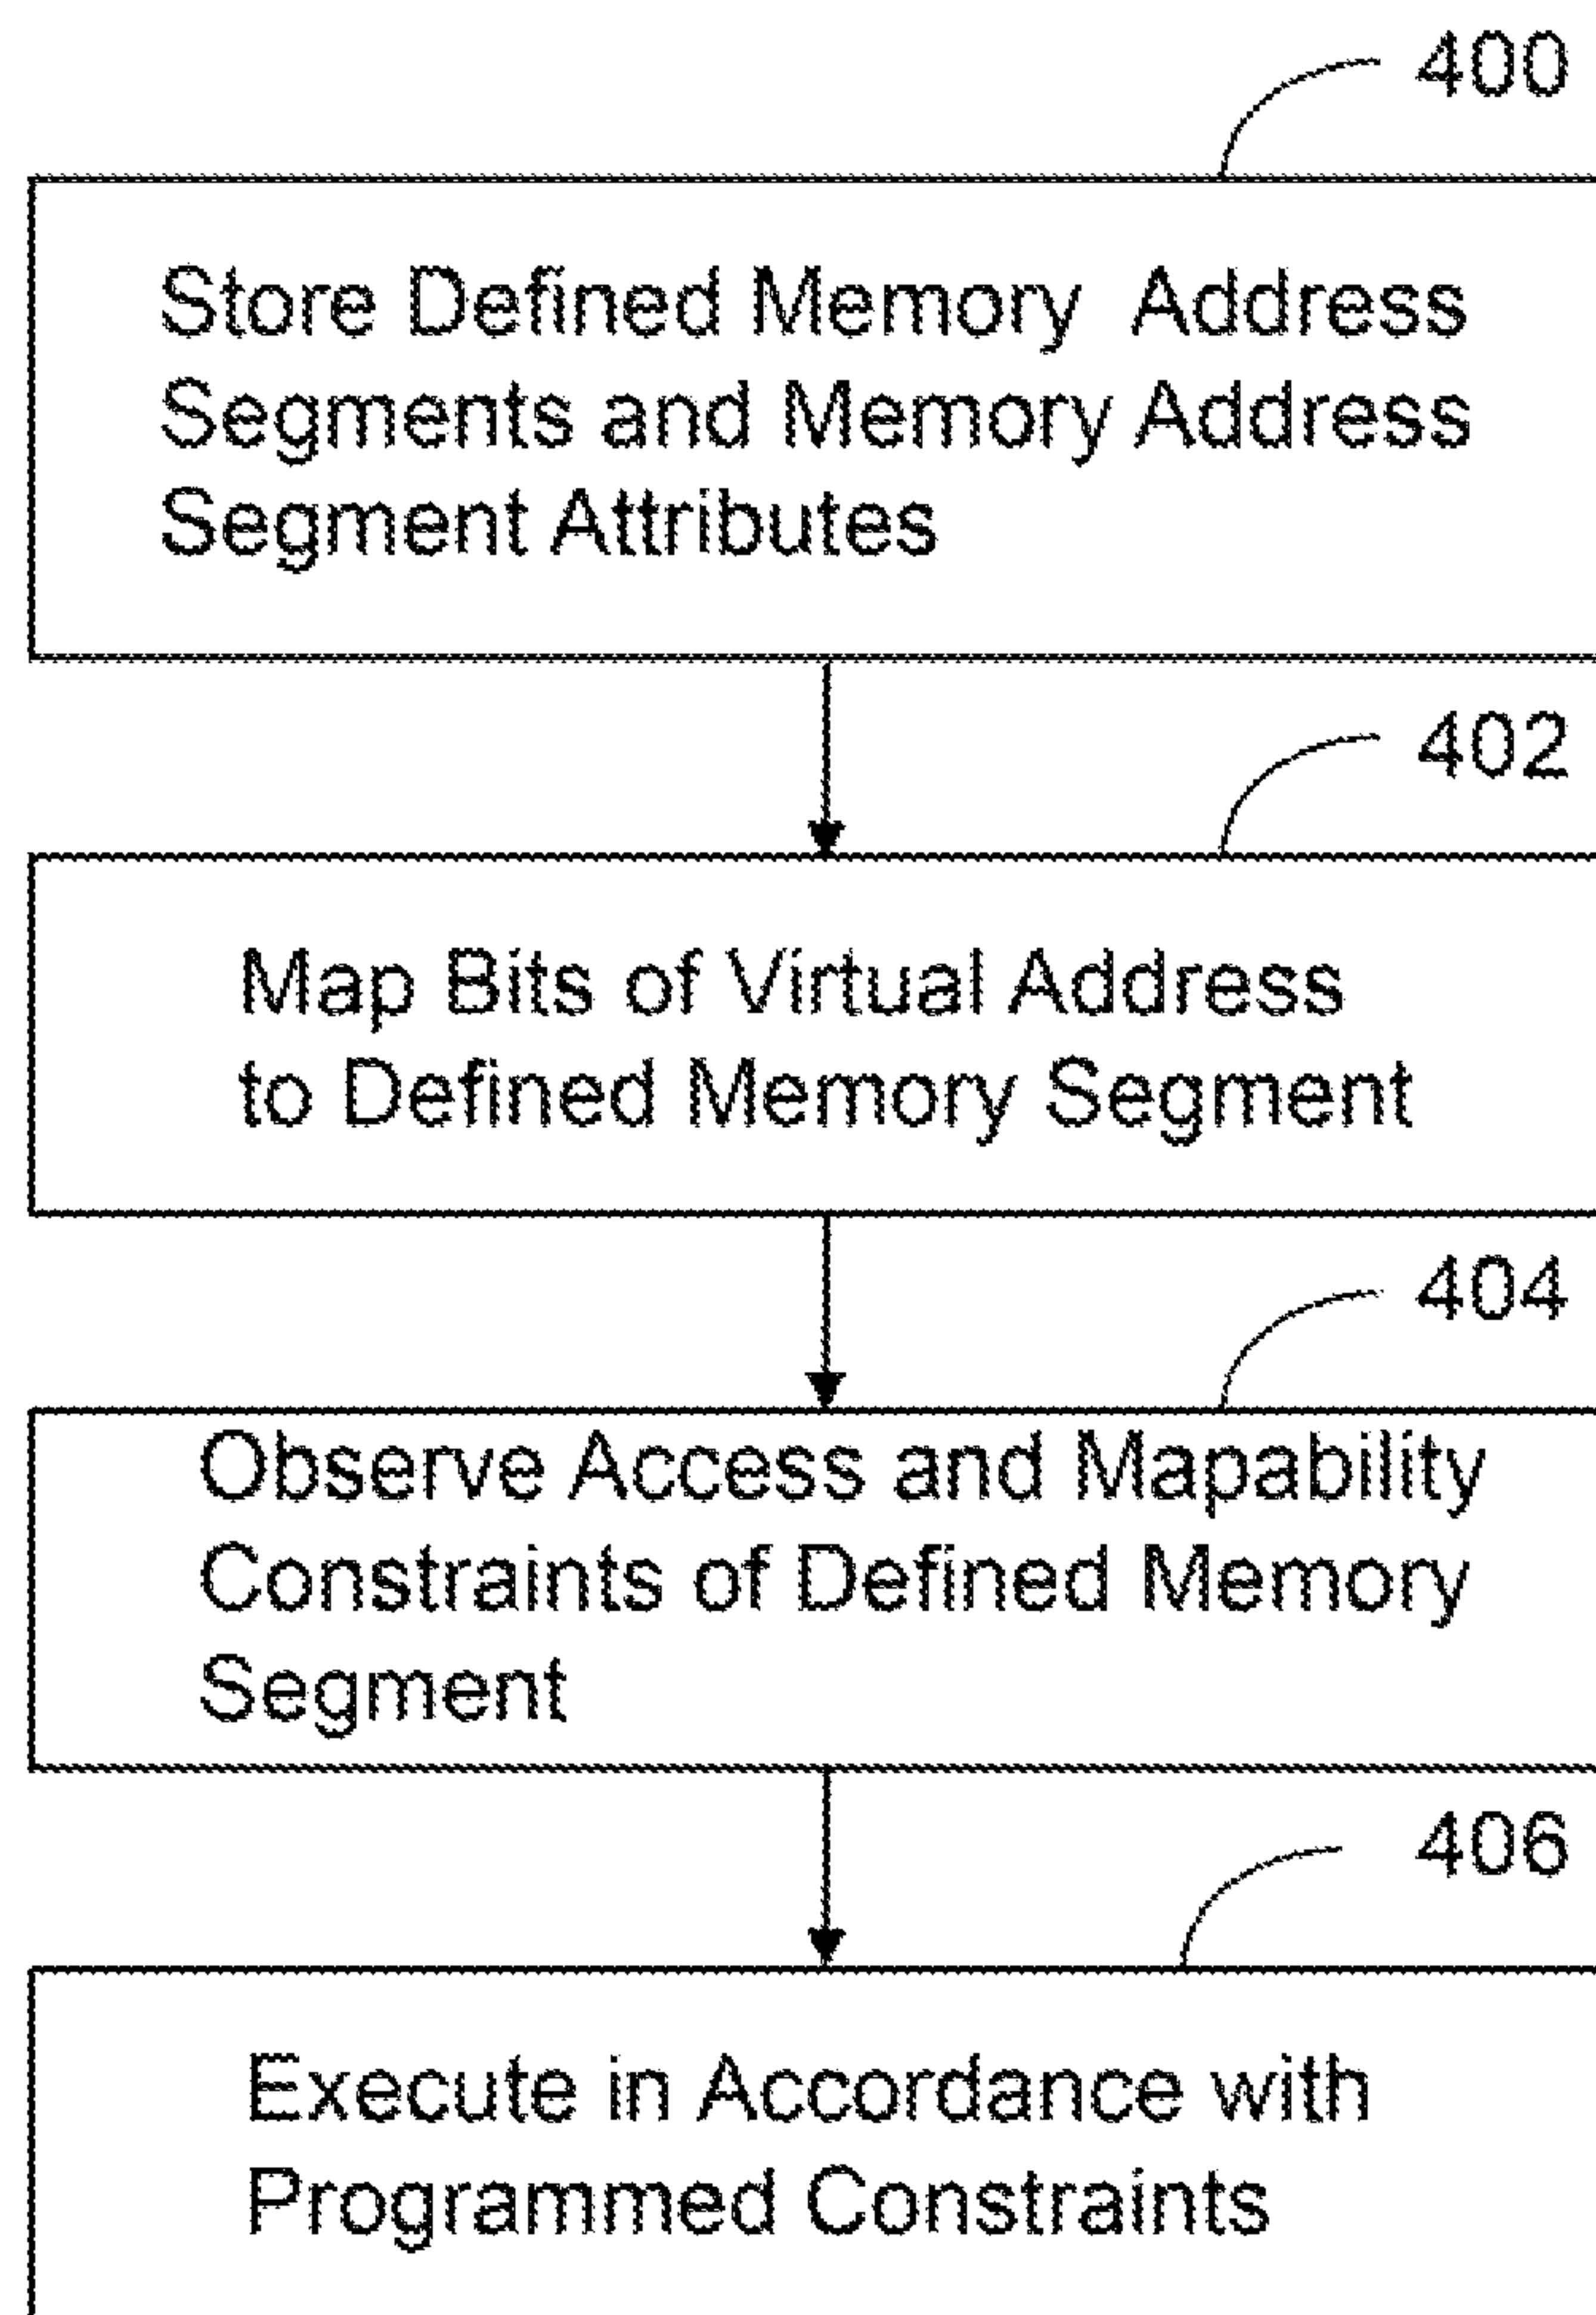 400
Store Defined Memory Address
Segments and Memory Address
Segment Attributes
402
Map Bits of Virtual Address
to Defined Memory Segment
404
Observe Access and Mapability
Constraints of Defined Memory
Segment
406
Execute in Accordance with
Programmed Constraints